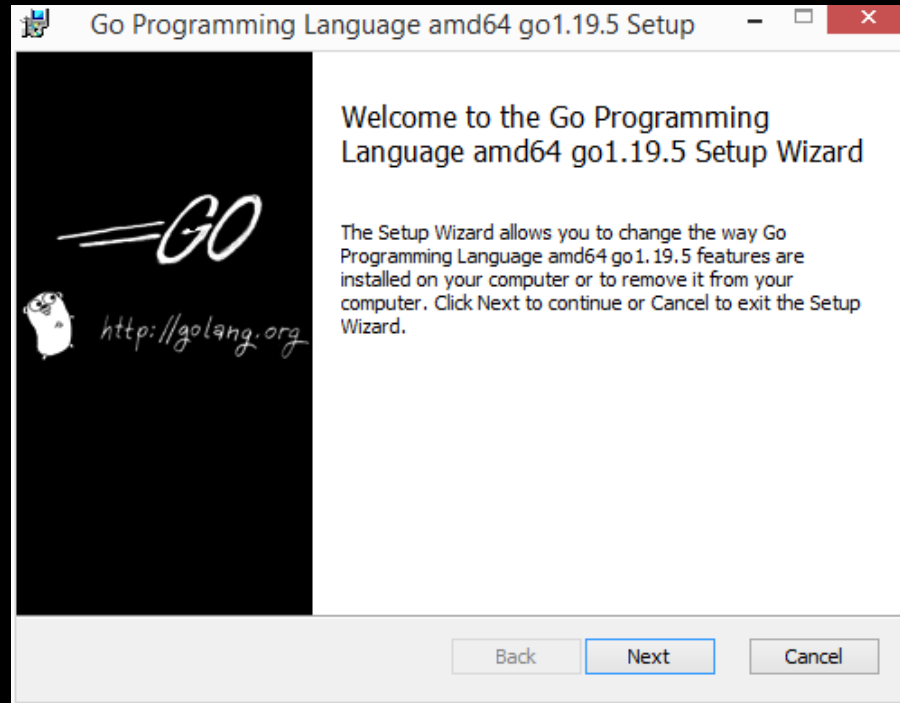 Go Programming Language amd64 go1.19.5 Setup
Welcome to the Go Programming
Language amd64 go1.19.5 Setup Wizard
GO
http://golang.org
The Setup Wizard allows you to change the way Go
Programming Language amd64 go1.19.5 features are
installed on your computer or to remove it from your
computer. Click Next to continue or Cancel to exit the Setup
Wizard.
Back
Next
Cancel